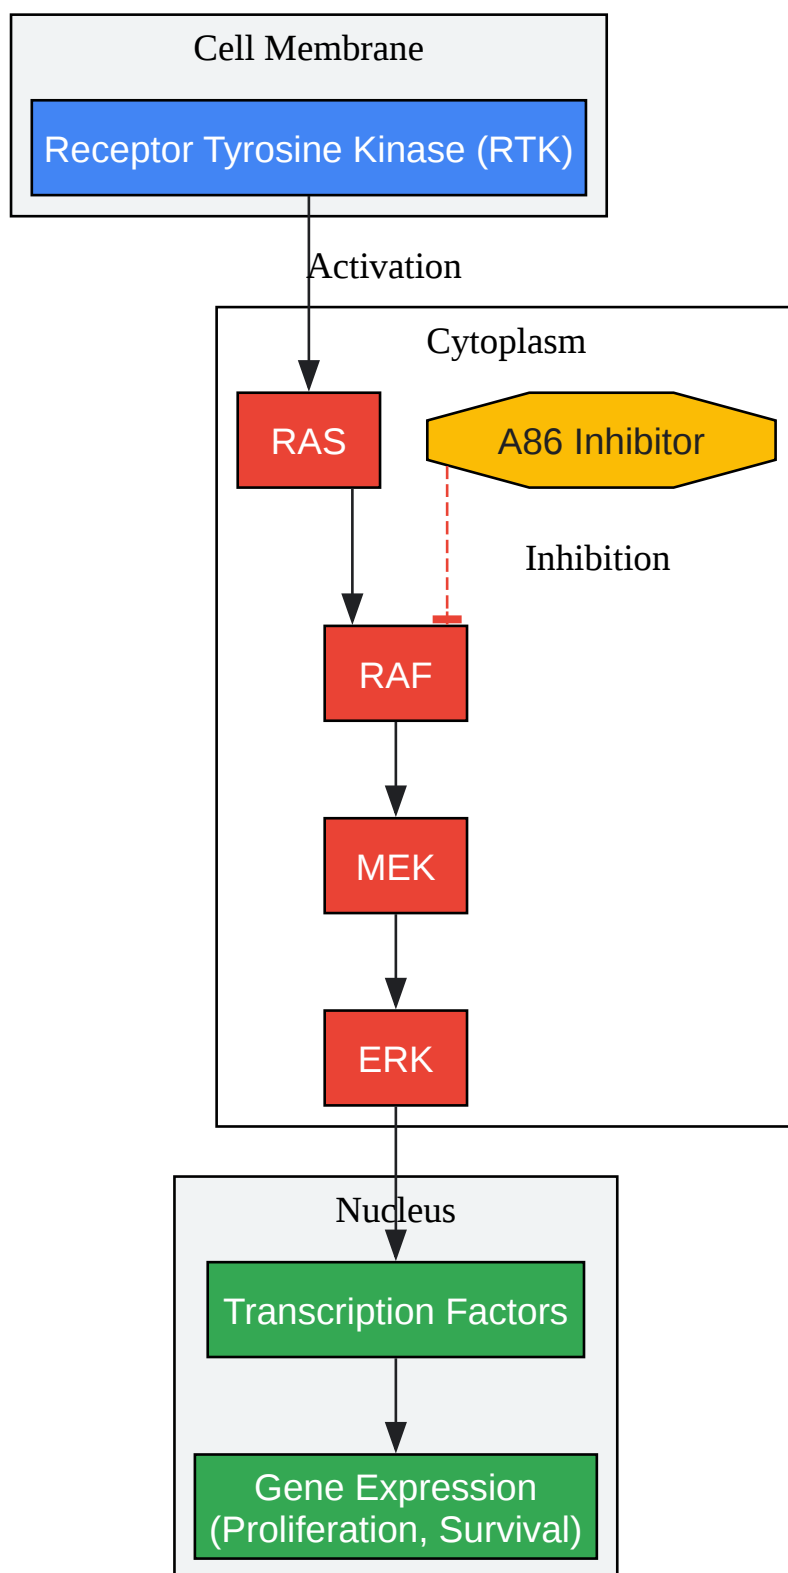 Cell Membrane
Receptor Tyrosine Kinase (RTK)
Activation
Cytoplasm
RAS
A86 Inhibitor
Inhibition
RAF
MEK
ERK
Nucleus
Transcription Factors
Gene Expression
(Proliferation, Survival)